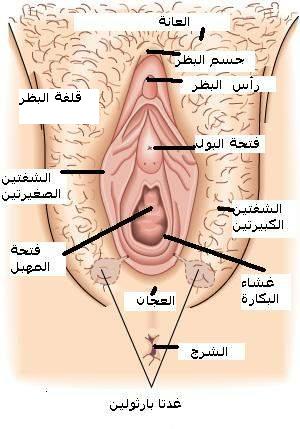 العانة
جسم البظر
رأس البظر
قلفة البظر
فتحة البول
الشفتين
الصغيرتين
الشفتين
الكبيرتين
فتحة
المهبل
غشاء
البكارة
العجان
الشرج
غدتا بارثولين